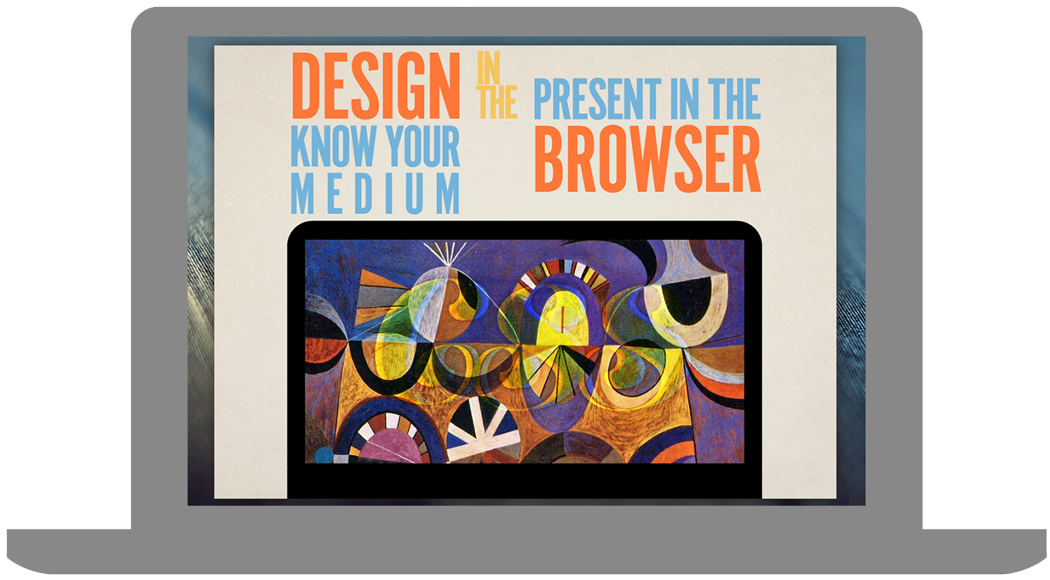 DESIGN
IN
THE
KNOW YOUR
MEDIUM
PRESENT IN THE
BROWSER